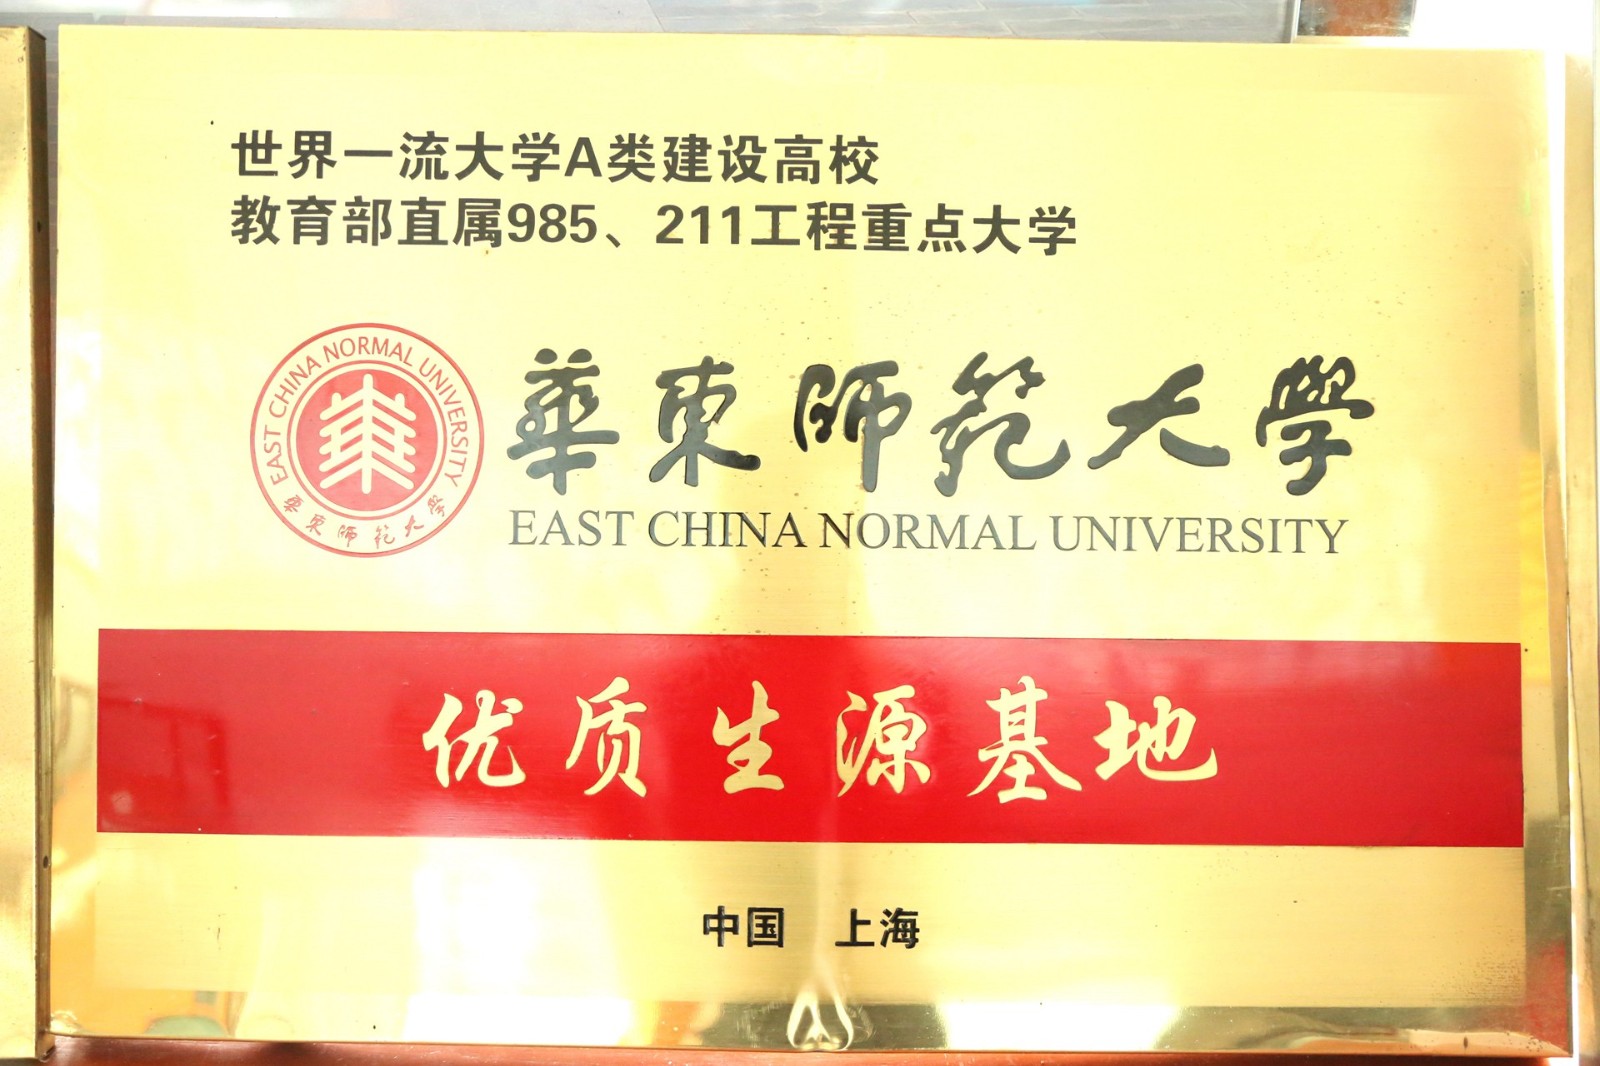 世界一流大学A类建设高校
教育部直属985、211工程重点大学
EAST CHINA NORMAL UNIVERSITY
華東師範大學
華東師範大學
EAST CHINA NORMAL UNIVERSITY
优质生源基地
中国 上海